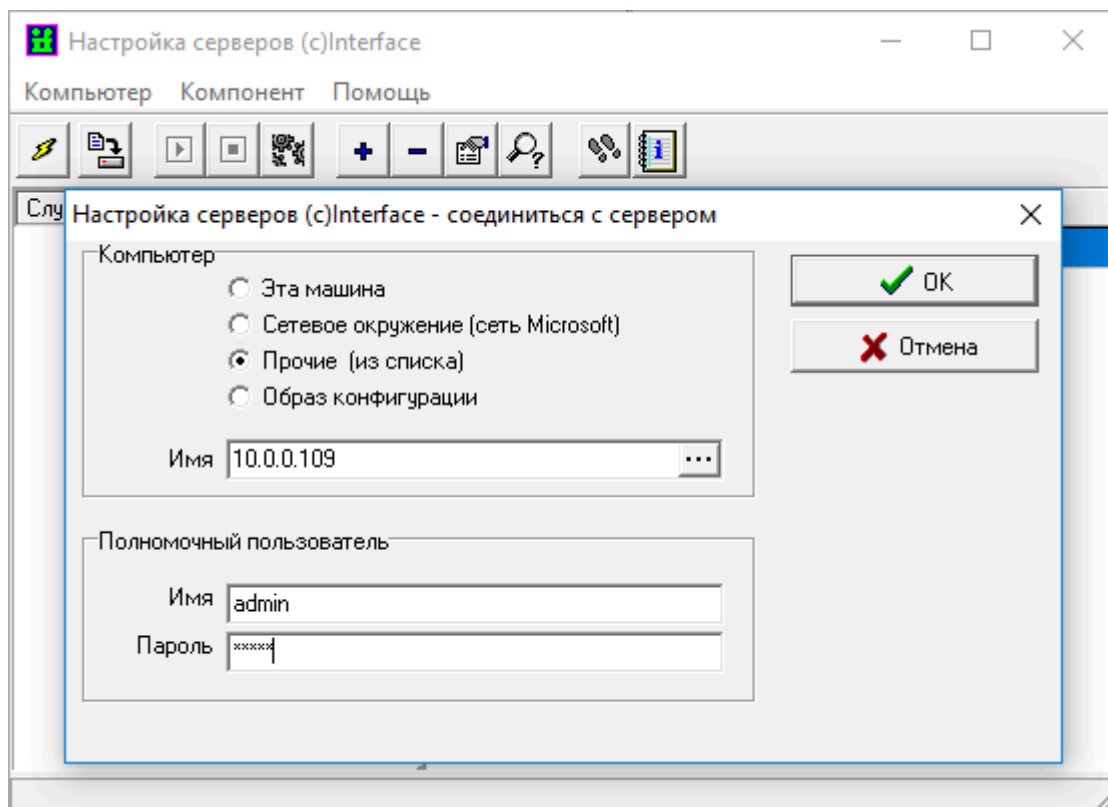 Настройка серверов (c)Interface
Компьютер Компонент Помощь
Слу
Настройка серверов (c)Interface - соединиться с сервером
Компьютер
Эта машина
Сетевое окружение (сеть Microsoft)
Прочие (из списка)
Образ конфигурации
Имя 10.0.0.109 ...
OK
Отмена
Полномочный пользователь
Имя admin
Пароль *****